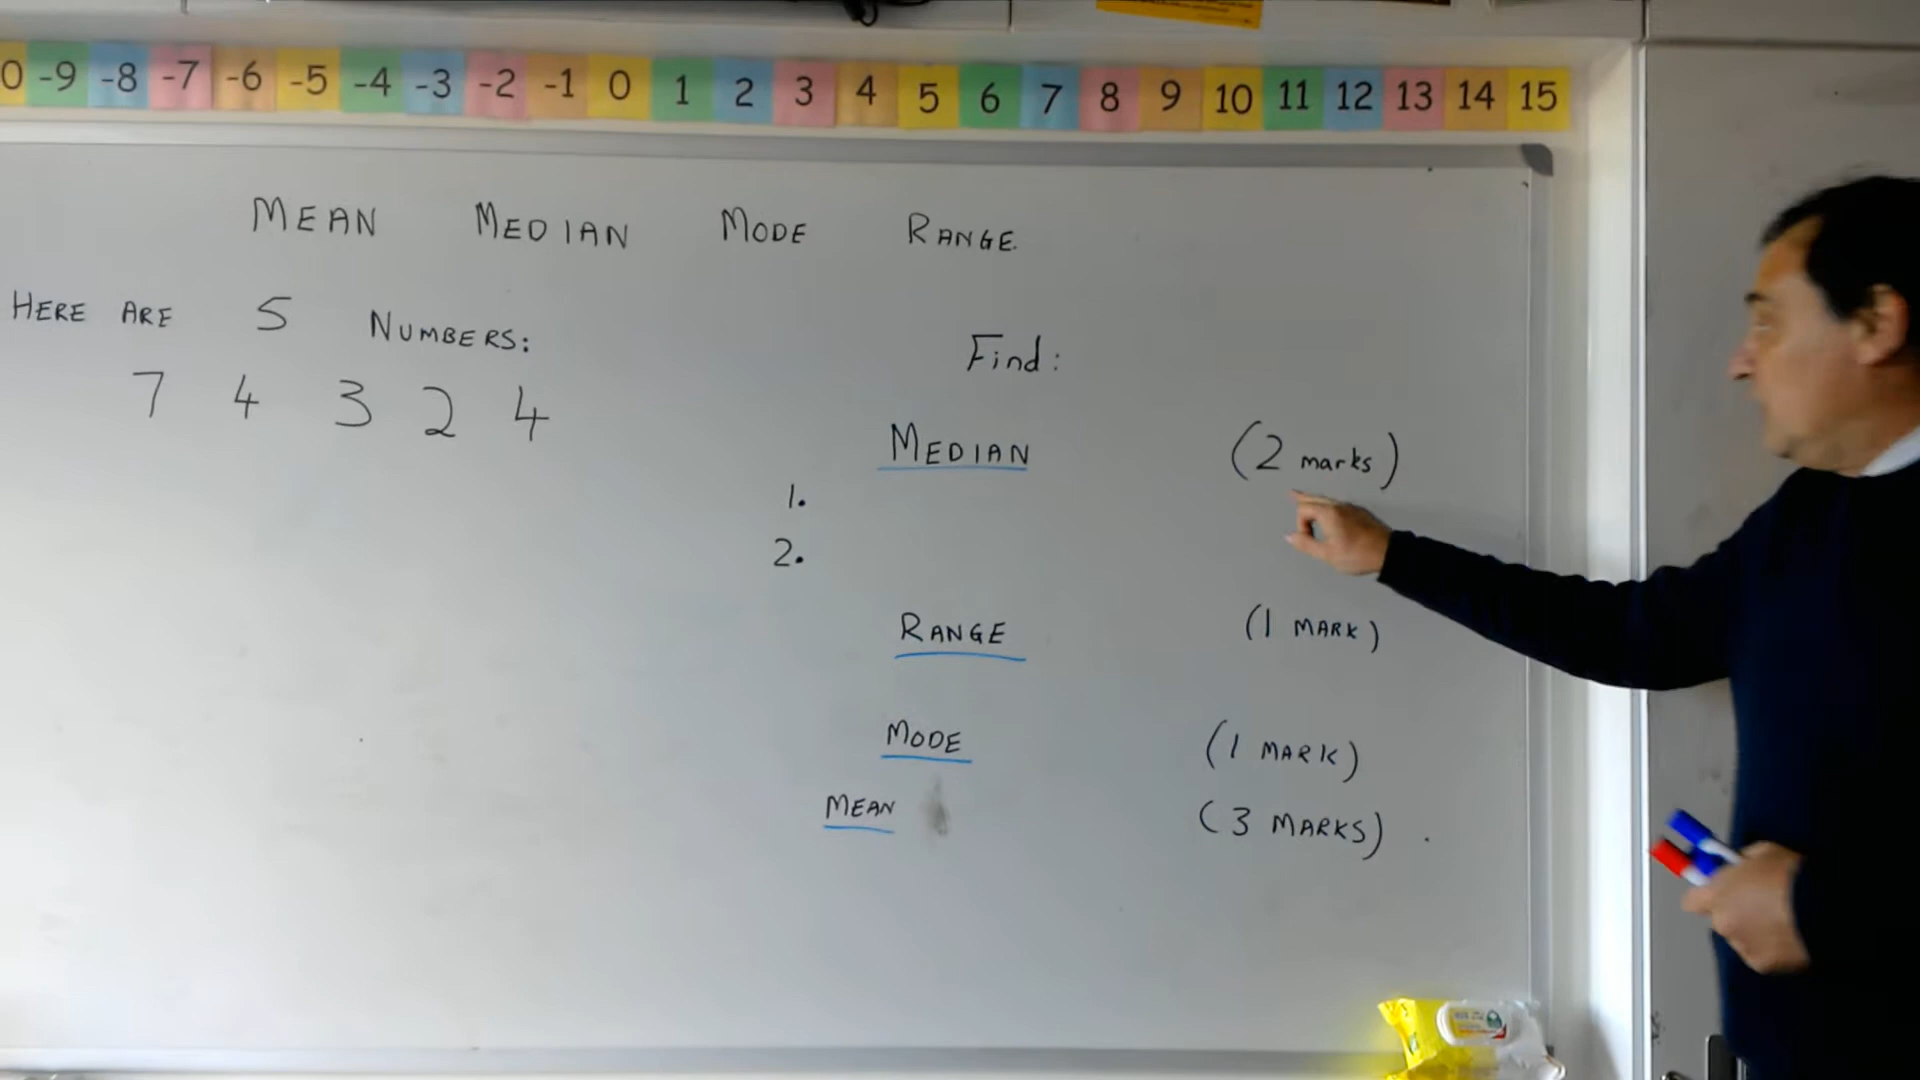 0 -9 -8 -7 -6 -5 -4 -3 -2 -1 0 1 2 3 4 5 6 7 8 9 10 11 12 13 14 15
MEAN MEDIAN MODE RANGE.
HERE ARE 5 NUMBERS:
7 4 3 2 4
Find:
MEDIAN (2 marks)
1.
2.
RANGE (1 MARK)
MODE (1 MARK)
MEAN (3 MARKS).